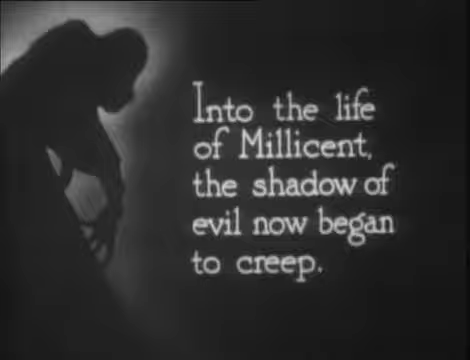 Into the life
of Millicent,
the shadow of
evil now began
to creep.